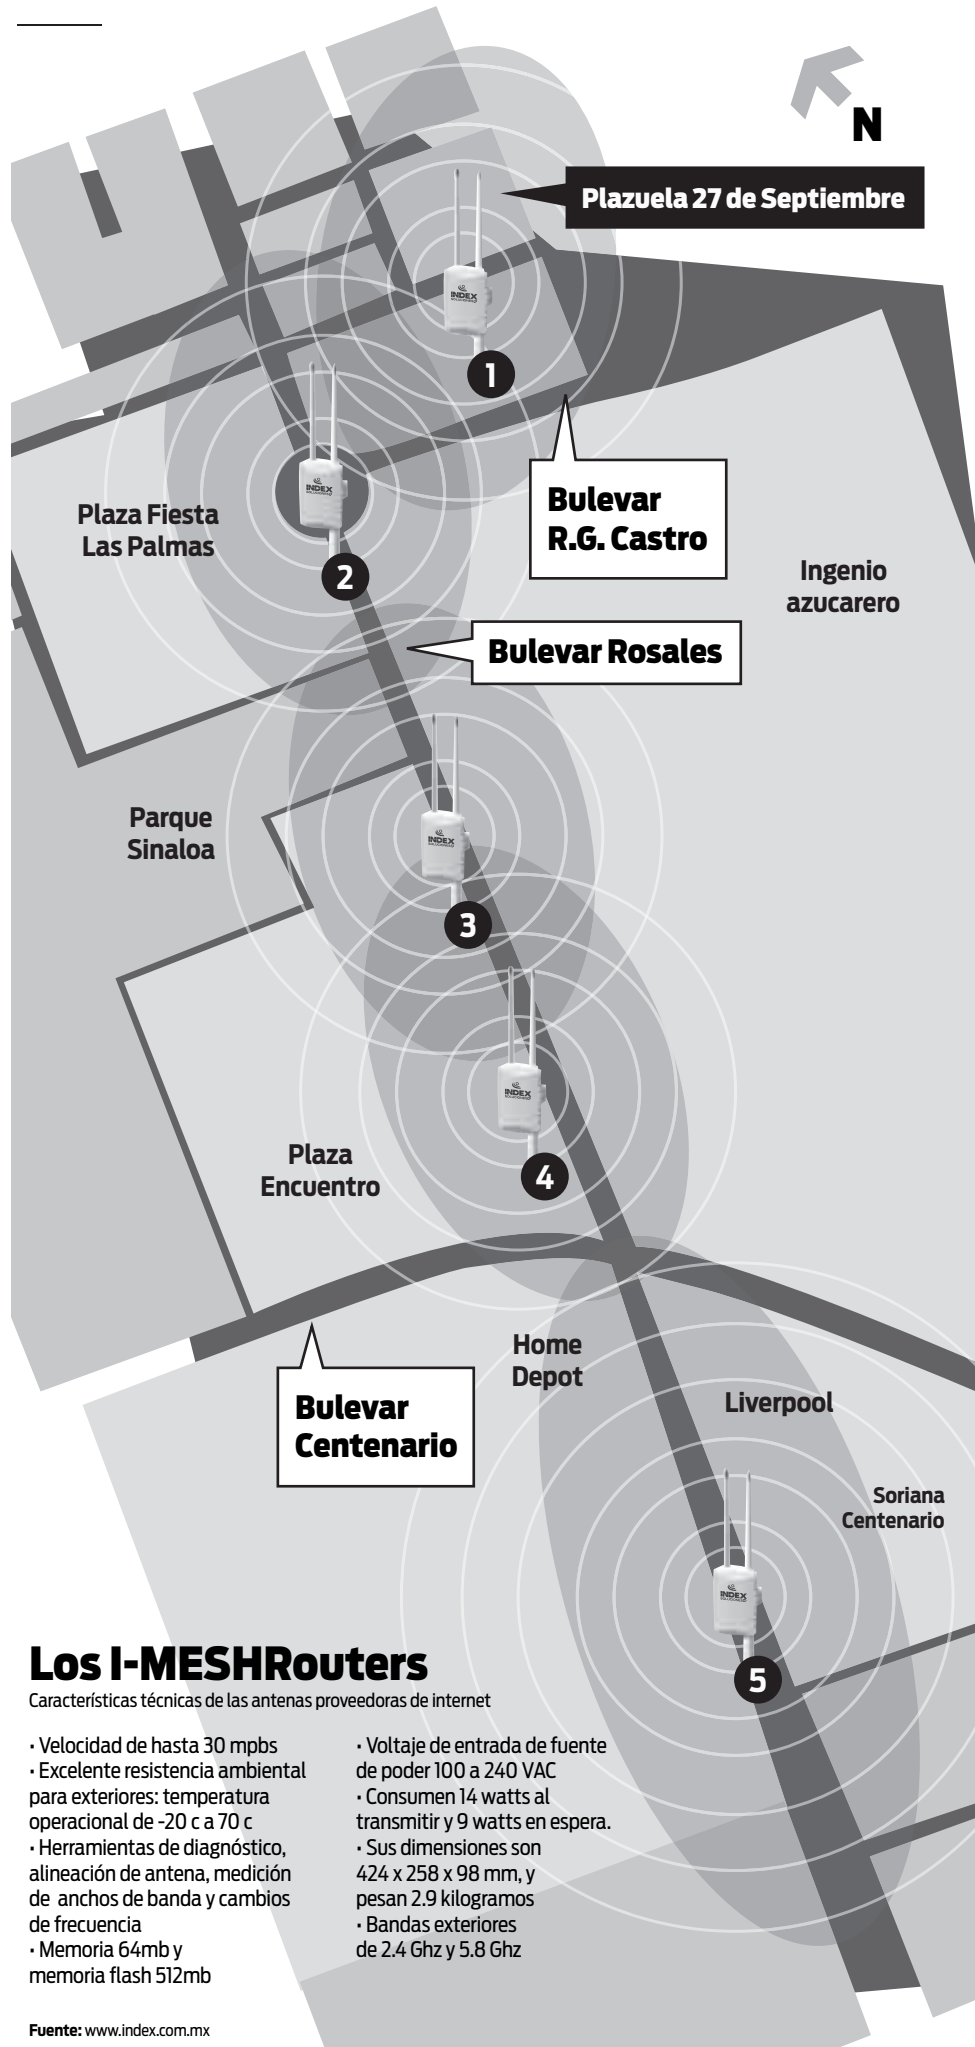 N
Plazuela 27 de Septiembre
INDEX
1
INDEX
Bulevar
R.G. Castro
Plaza Fiesta
Las Palmas
2
Ingenio
azucarero
Bulevar Rosales
Parque
Sinaloa
INDEX
3
INDEX
Plaza
Encuentro
4
Home
Depot
Bulevar
Centenario
Liverpool
Soriana
Centenario
INDEX
5
Los I-MESHRouters
Características técnicas de las antenas proveedoras de internet
· Velocidad de hasta 30 mpbs
· Excelente resistencia ambiental
para exteriores: temperatura
operacional de -20 c a 70 c
· Herramientas de diagnóstico,
alineación de antena, medición
de anchos de banda y cambios
de frecuencia
· Memoria 64mb y
memoria flash 512mb
· Voltaje de entrada de fuente
de poder 100 a 240 VAC
· Consumen 14 watts al
transmitir y 9 watts en espera.
· Sus dimensiones son
424 x 258 x 98 mm, y
pesan 2.9 kilogramos
· Bandas exteriores
de 2.4 Ghz y 5.8 Ghz
Fuente: www.index.com.mx